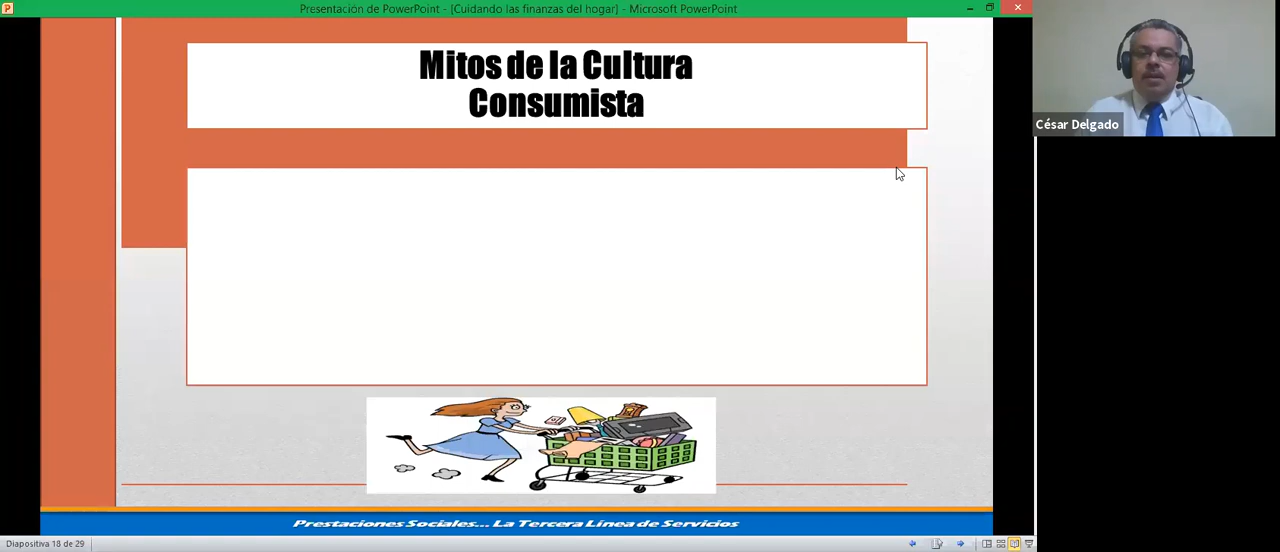 Presentación de PowerPoint - [Cuidando las finanzas del hogar] - Microsoft PowerPoint
Mitos de la Cultura
Consumista
César Delgado
Prestaciones Sociales... La Tercera Línea de Servicios
Diapositiva 18 de 29